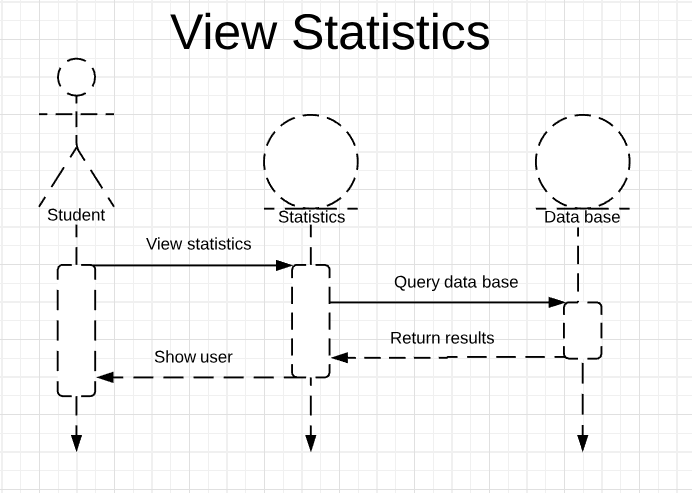 View Statistics
Student
Statistics
Data base
View statistics
Query data base
Return results
Show user